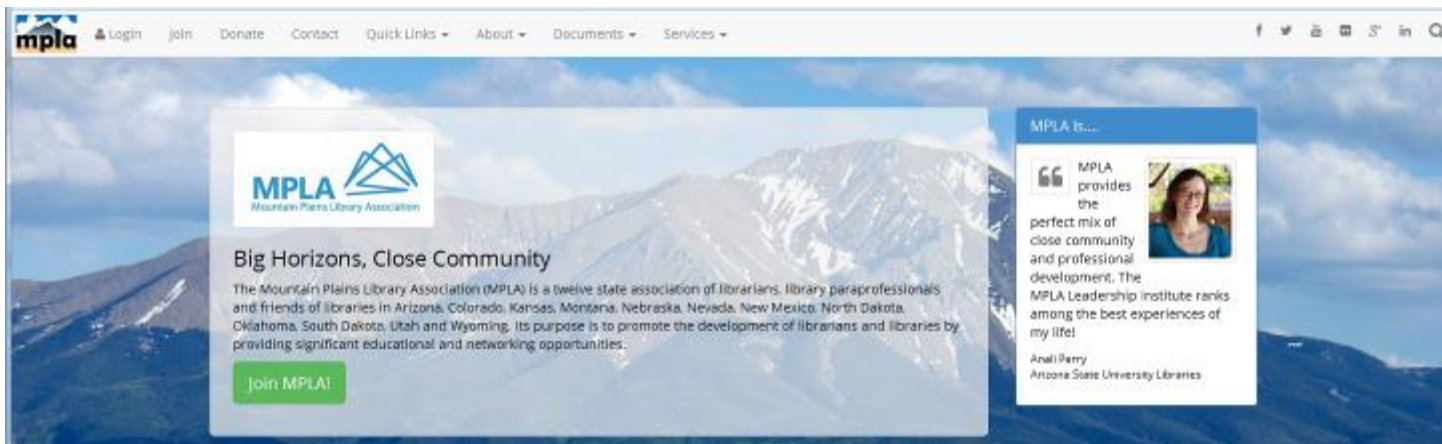 mpla
Login Join Donate Contact Quick Links About Documents Services
MPLA
Mountain Plains Library Association
Big Horizons, Close Community
The Mountain Plains Library Association (MPLA) is a twelve state association of librarians, library paraprofessionals
and friends of libraries in Arizona, Colorado, Kansas, Montana, Nebraska, Nevada, New Mexico, North Dakota,
Oklahoma, South Dakota, Utah and Wyoming. Its purpose is to promote the development of librarians and libraries by
providing significant educational and networking opportunities.
Join MPLA!
MPLA is....
MPLA
provides
the
perfect mix of
close community
and professional
development. The
MPLA Leadership Institute ranks
among the best experiences of
my life!
Anali Perry
Arizona State University Libraries